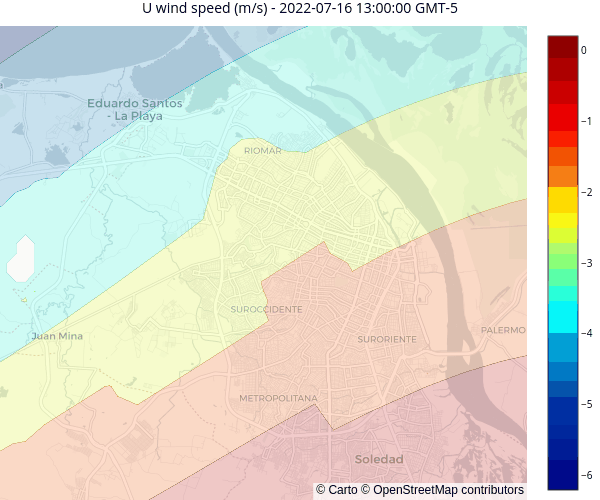 U wind speed (m/s) - 2022-07-16 13:00:00 GMT-5
Eduardo Santos
- La Playa
RIOMAR
SUROCCIDENTE
Juan Mina
SURORIENTE
PALERMO
METROPOLITANA
Soledad
© Carto © OpenStreetMap contributors
0
−1
−2
−3
−4
−5
−6